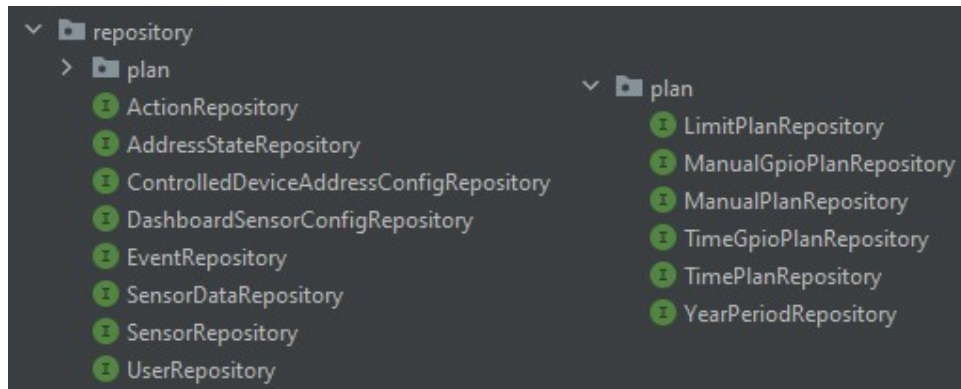 repository
plan
ActionRepository
AddressStateRepository
ControlledDeviceAddressConfigRepository
DashboardSensorConfigRepository
EventRepository
SensorDataRepository
SensorRepository
UserRepository
plan
LimitPlanRepository
ManualGpioPlanRepository
ManualPlanRepository
TimeGpioPlanRepository
TimePlanRepository
YearPeriodRepository